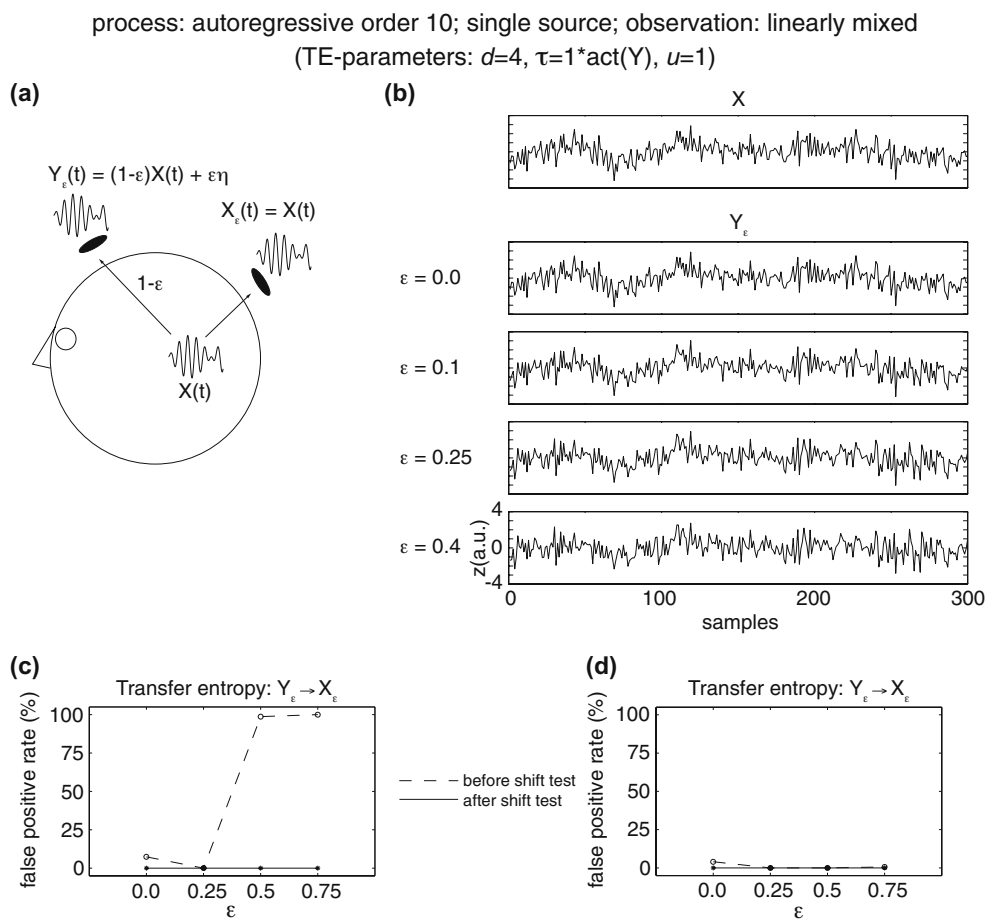 process: autoregressive order 10; single source; observation: linearly mixed
(TE-parameters: d=4, τ=1*act(Y), u=1)
(a)
Yε(t) = (1-ε)X(t) + εη
Xε(t) = X(t)
1-ε
X(t)
(b)
X
Yε
ε = 0.0
ε = 0.1
ε = 0.25
ε = 0.4
z(a.u.)
4
0
-4
0 100 200 300
samples
(c)
Transfer entropy: Yε → Xε
false positive rate (%)
100
75
50
25
0
0.0 0.25 0.5 0.75
ε
before shift test
after shift test
(d)
Transfer entropy: Yε → Xε
false positive rate (%)
100
75
50
25
0
0.0 0.25 0.5 0.75
ε